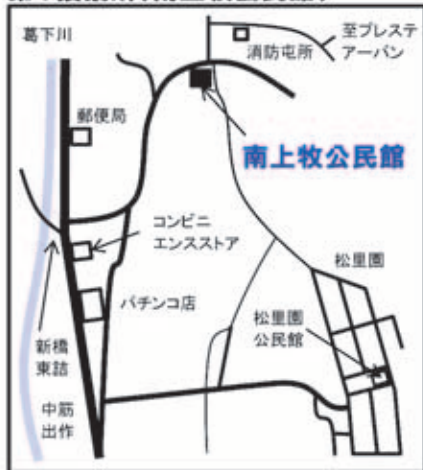 葛下川
消防屯所
至プレステ
アーバン
郵便局
南上牧公民館
コンビニ
エンスストア
松里園
パチンコ店
松里園
公民館
新橋
東詰
中筋
出作